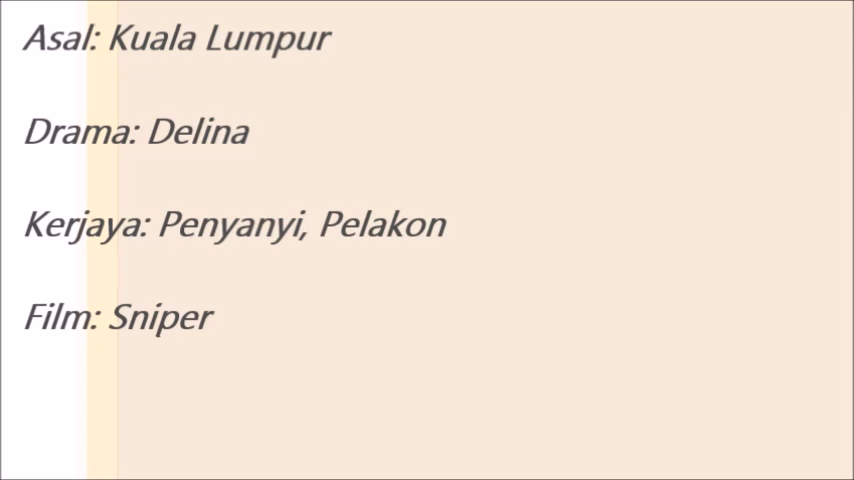 Asal: Kuala Lumpur
Drama: Delina
Kerjaya: Penyanyi, Pelakon
Film: Sniper